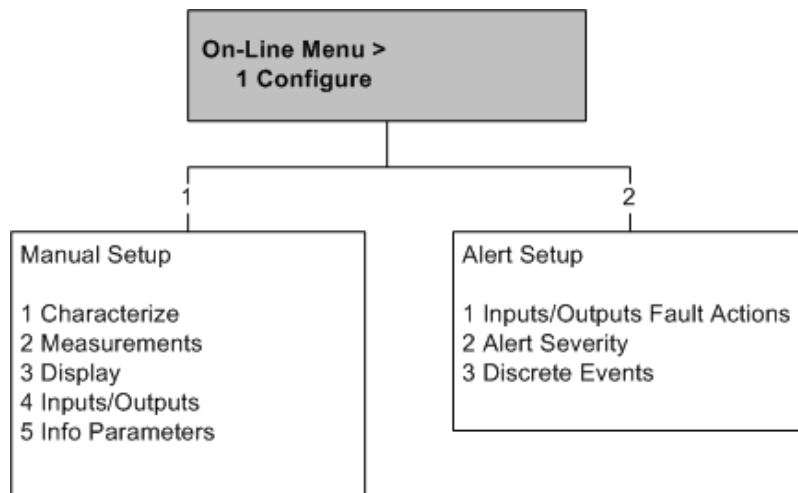 On-Line Menu >
1 Configure
1
2
Manual Setup
1 Characterize
2 Measurements
3 Display
4 Inputs/Outputs
5 Info Parameters
Alert Setup
1 Inputs/Outputs Fault Actions
2 Alert Severity
3 Discrete Events